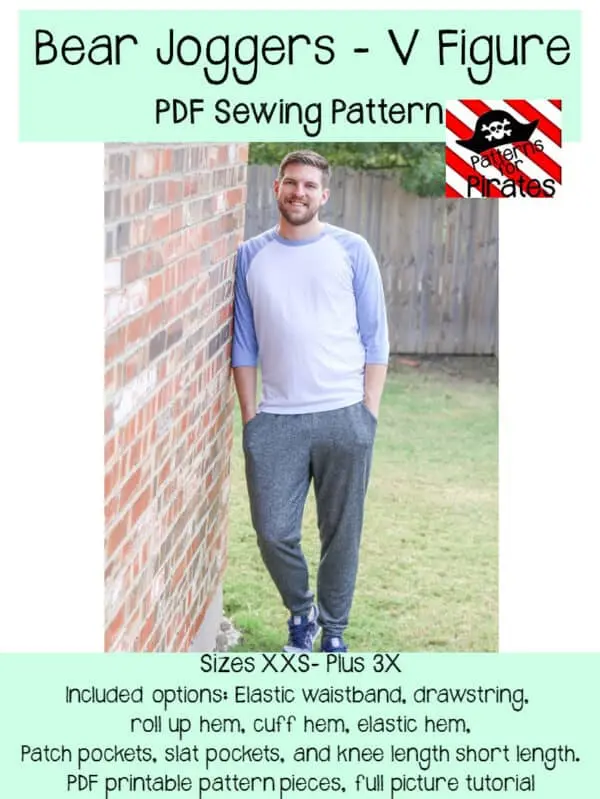 Bear Joggers - V Figure
PDF Sewing Pattern
Patterns
for
Pirates
Sizes XXS- Plus 3X
Included options: Elastic waistband, drawstring,
roll up hem, cuff hem, elastic hem,
Patch pockets, slat pockets, and knee length short length.
PDF printable pattern pieces, full picture tutorial